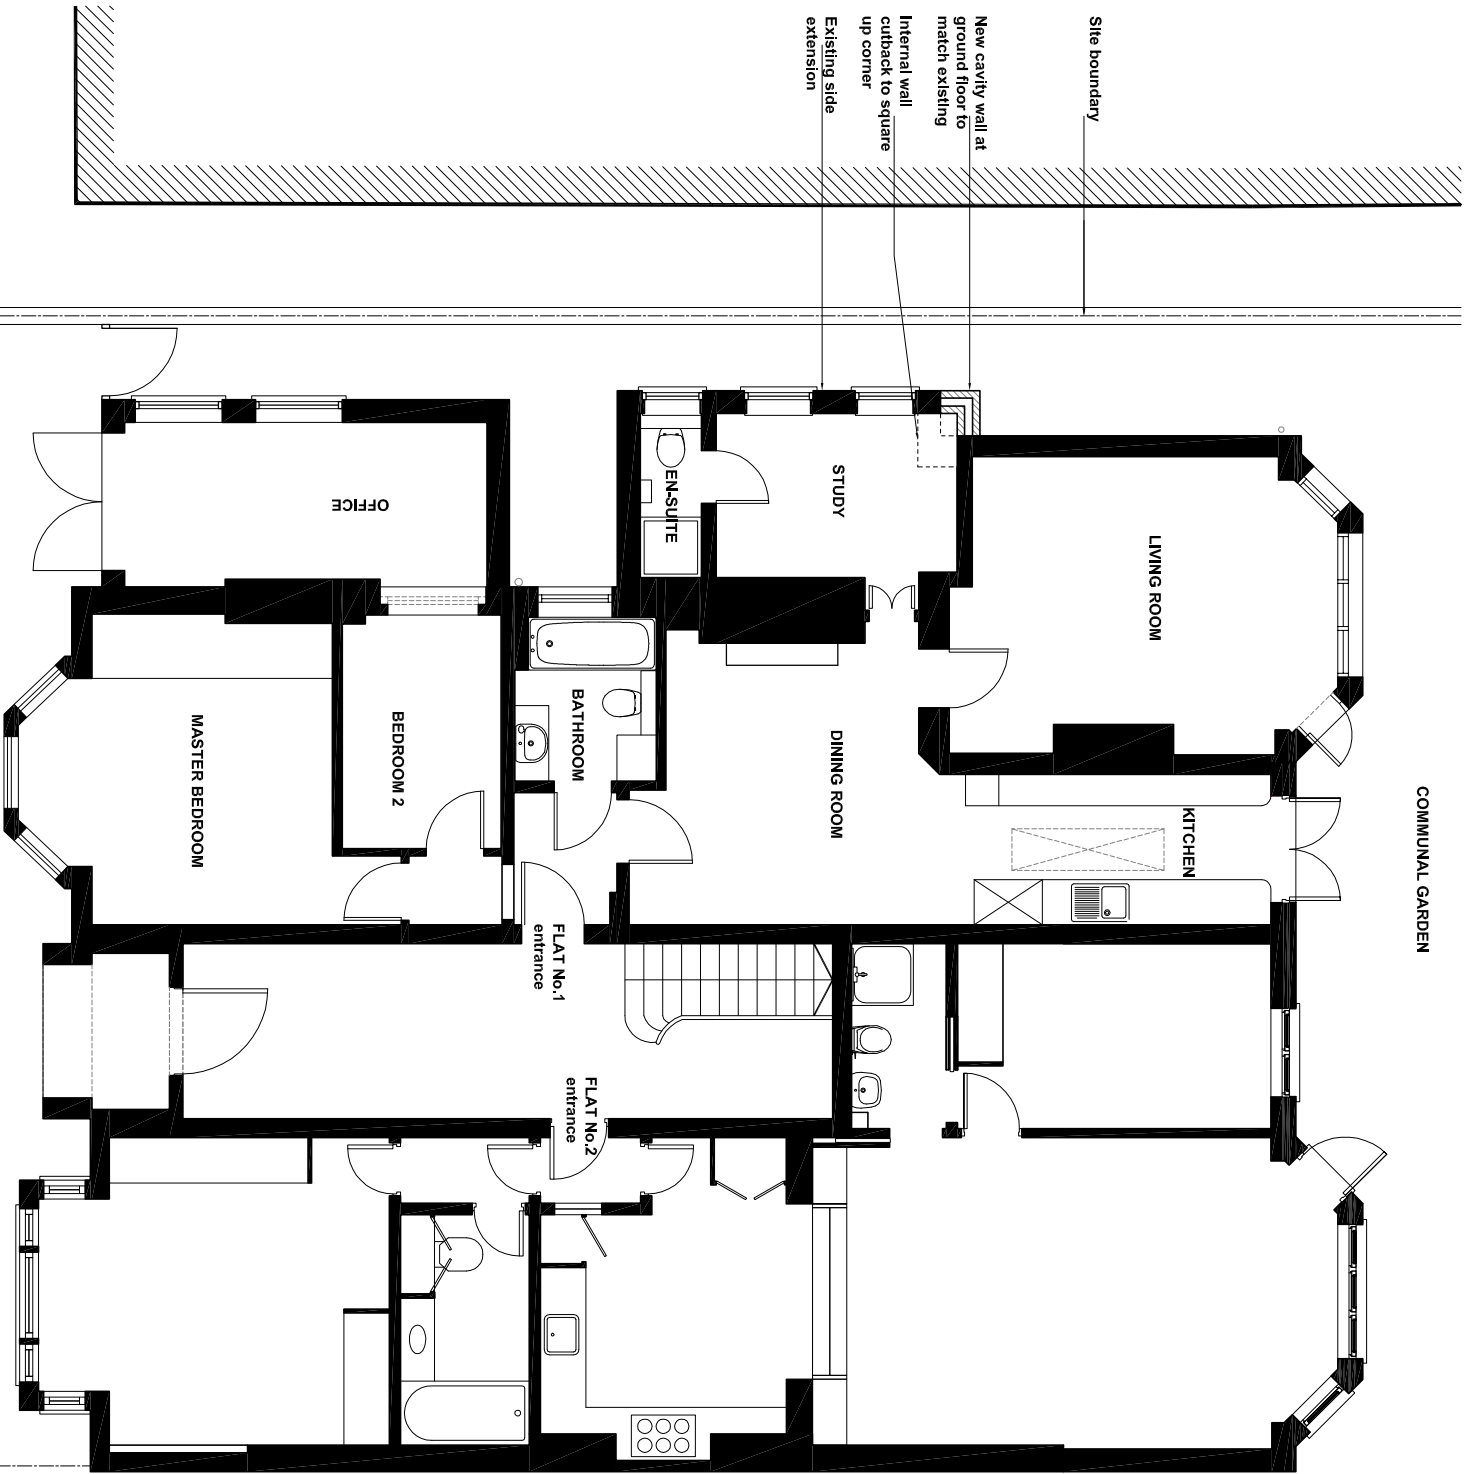 Site boundary
New cavity wall at
ground floor to
match existing
Internal wall
cutback to square
up corner
Existing side
extension
COMMUNAL GARDEN
LIVING ROOM
KITCHEN
STUDY
DINING ROOM
EN-SUITE
BATHROOM
OFFICE
BEDROOM 2
MASTER BEDROOM
FLAT No.1
entrance
FLAT No.2
entrance